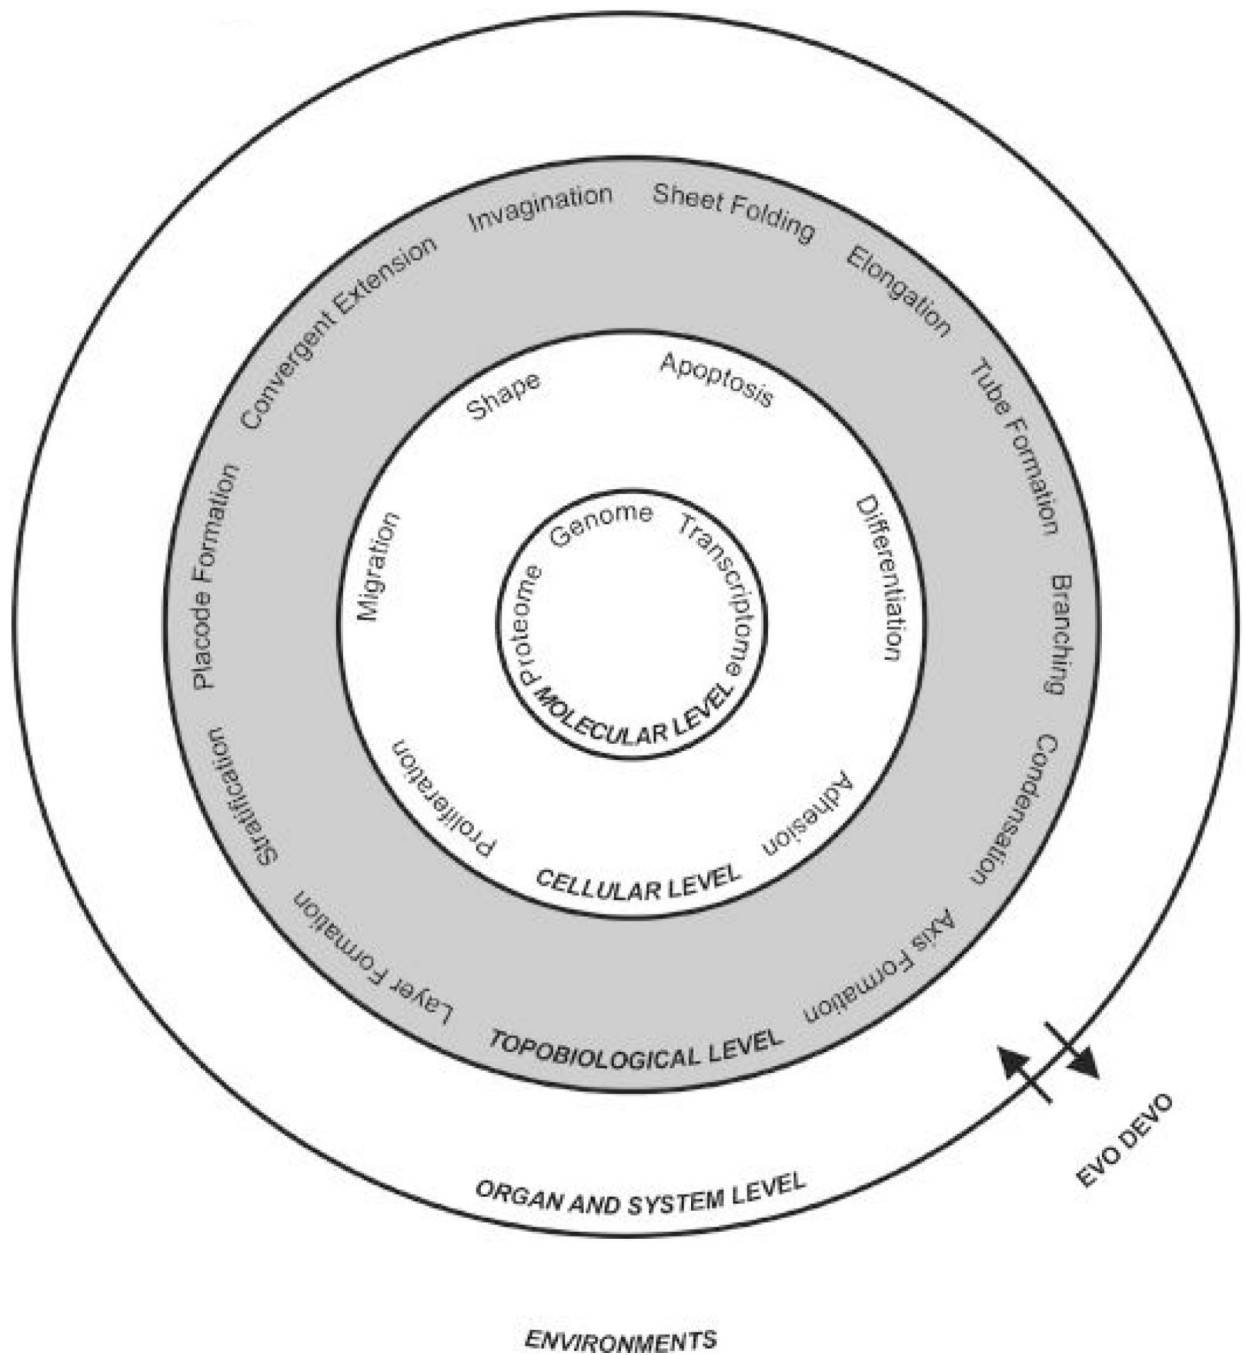 Invagination
Sheet Folding
Elongation
Tube Formation
Branching
Condensation
Axis Formation
TOPOBIOLOGICAL LEVEL
Layer Formation
Stratification
Placode Formation
Convergent Extension
Shape
Apoptosis
Differentiation
Adhesion
CELLULAR LEVEL
Proliferation
Migration
Genome
Transcriptome
MOLECULAR LEVEL
Proteome
ORGAN AND SYSTEM LEVEL
EVO DEVO
ENVIRONMENTS